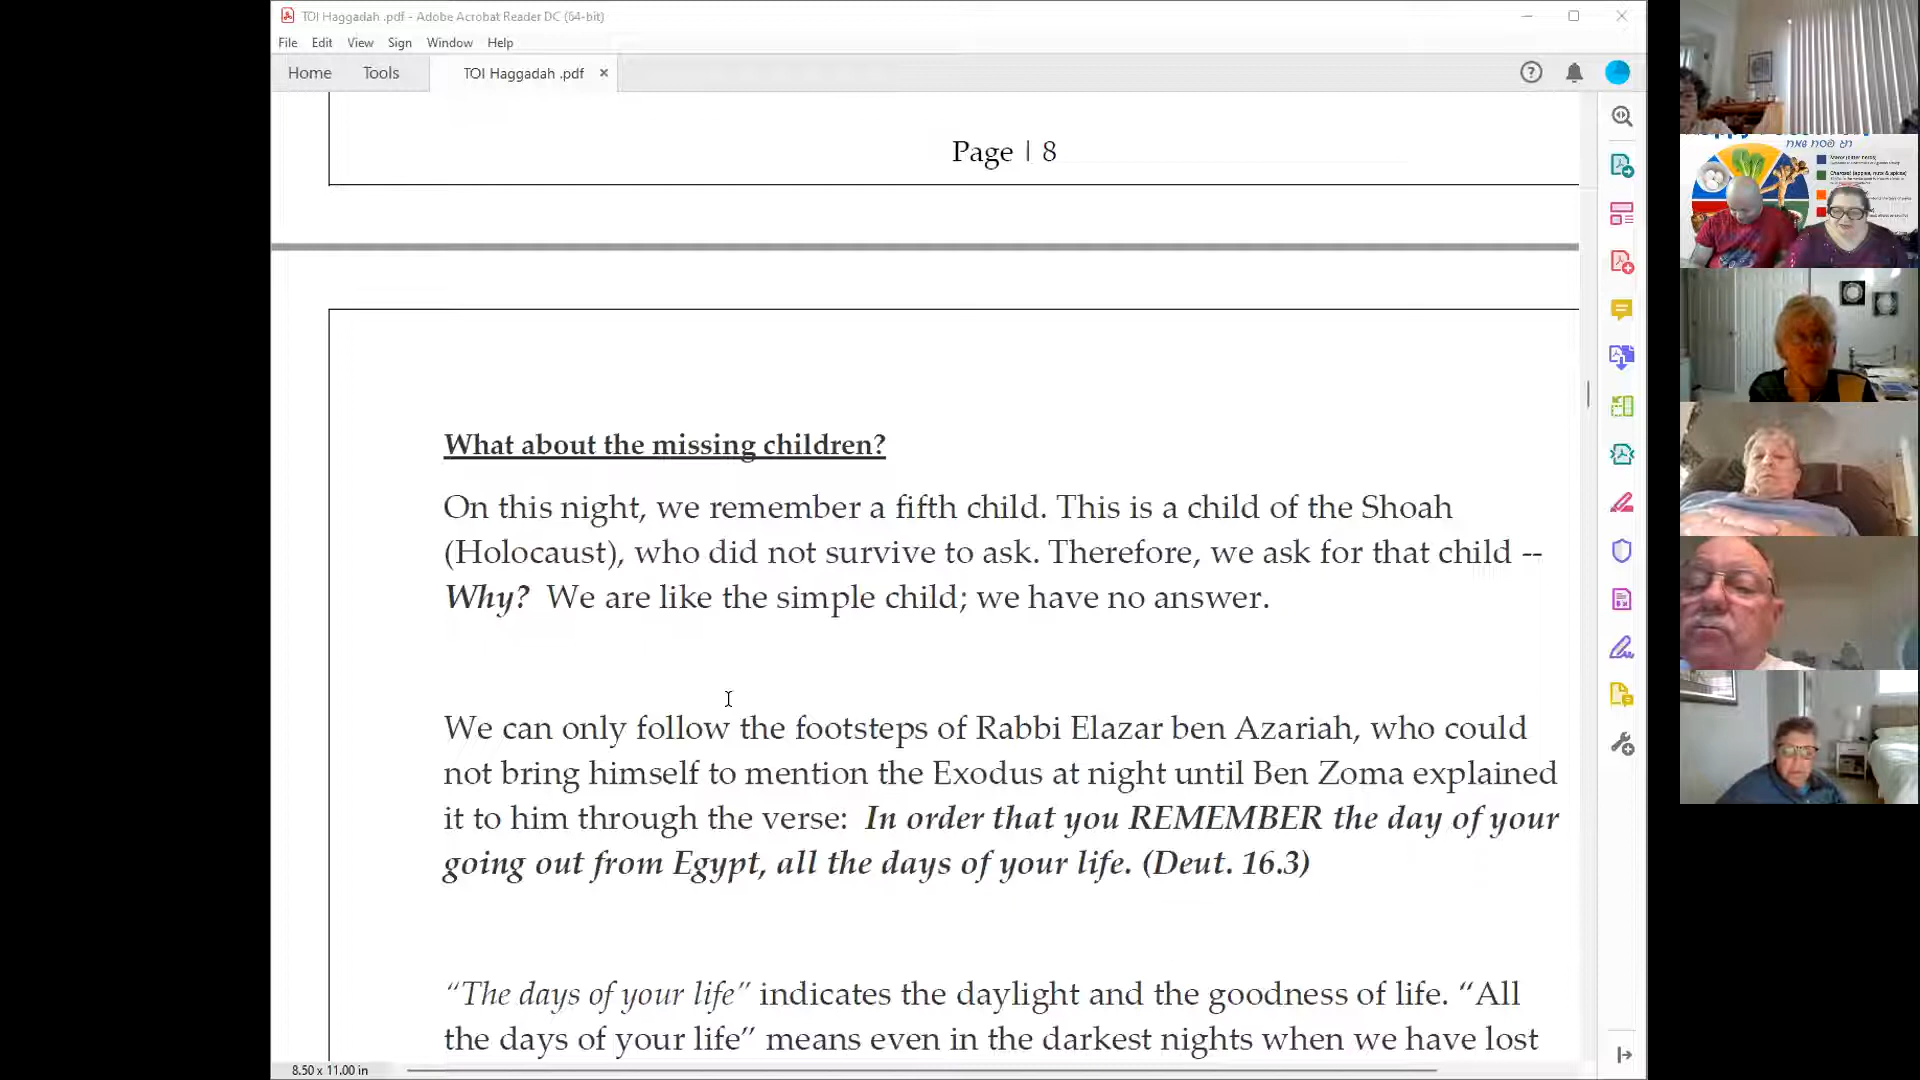 TOI Haggadah .pdf - Adobe Acrobat Reader DC (64-bit)
File Edit View Sign Window Help
Home Tools TOI Haggadah .pdf ×
Page | 8
What about the missing children?
On this night, we remember a fifth child. This is a child of the Shoah
(Holocaust), who did not survive to ask. Therefore, we ask for that child --
Why? We are like the simple child; we have no answer.
We can only follow the footsteps of Rabbi Elazar ben Azariah, who could
not bring himself to mention the Exodus at night until Ben Zoma explained
it to him through the verse: In order that you REMEMBER the day of your
going out from Egypt, all the days of your life. (Deut. 16.3)
“The days of your life” indicates the daylight and the goodness of life. “All
the days of your life” means even in the darkest nights when we have lost
8.50 x 11.00 in
Maror (bitter herbs)
Charoset (apples, nuts & spices)